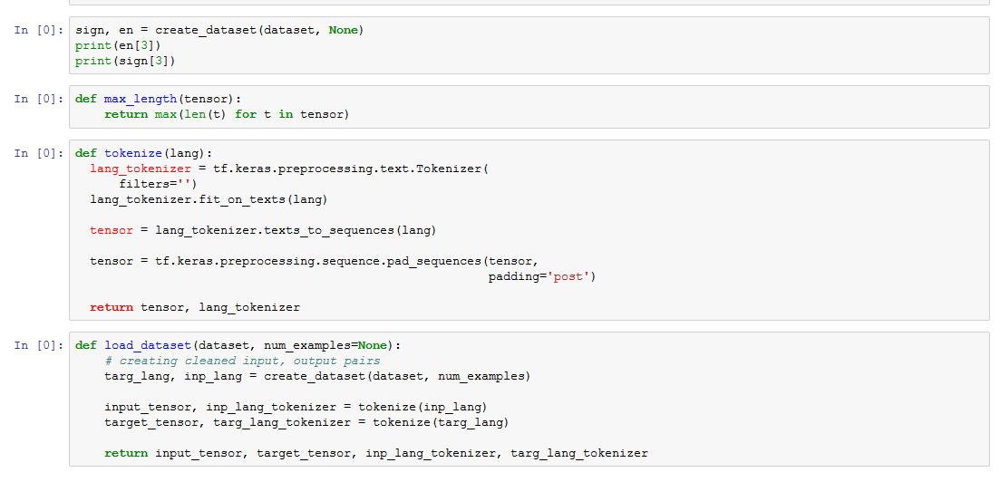 In [0]: sign, en = create_dataset(dataset, None)
print(en[3])
print(sign[3])
In [0]: def max_length(tensor):
    return max(len(t) for t in tensor)
In [0]: def tokenize(lang):
  lang_tokenizer = tf.keras.preprocessing.text.Tokenizer(
      filters='')
  lang_tokenizer.fit_on_texts(lang)

  tensor = lang_tokenizer.texts_to_sequences(lang)

  tensor = tf.keras.preprocessing.sequence.pad_sequences(tensor,
                                                         padding='post')

  return tensor, lang_tokenizer
In [0]: def load_dataset(dataset, num_examples=None):
    # creating cleaned input, output pairs
    targ_lang, inp_lang = create_dataset(dataset, num_examples)

    input_tensor, inp_lang_tokenizer = tokenize(inp_lang)
    target_tensor, targ_lang_tokenizer = tokenize(targ_lang)

    return input_tensor, target_tensor, inp_lang_tokenizer, targ_lang_tokenizer